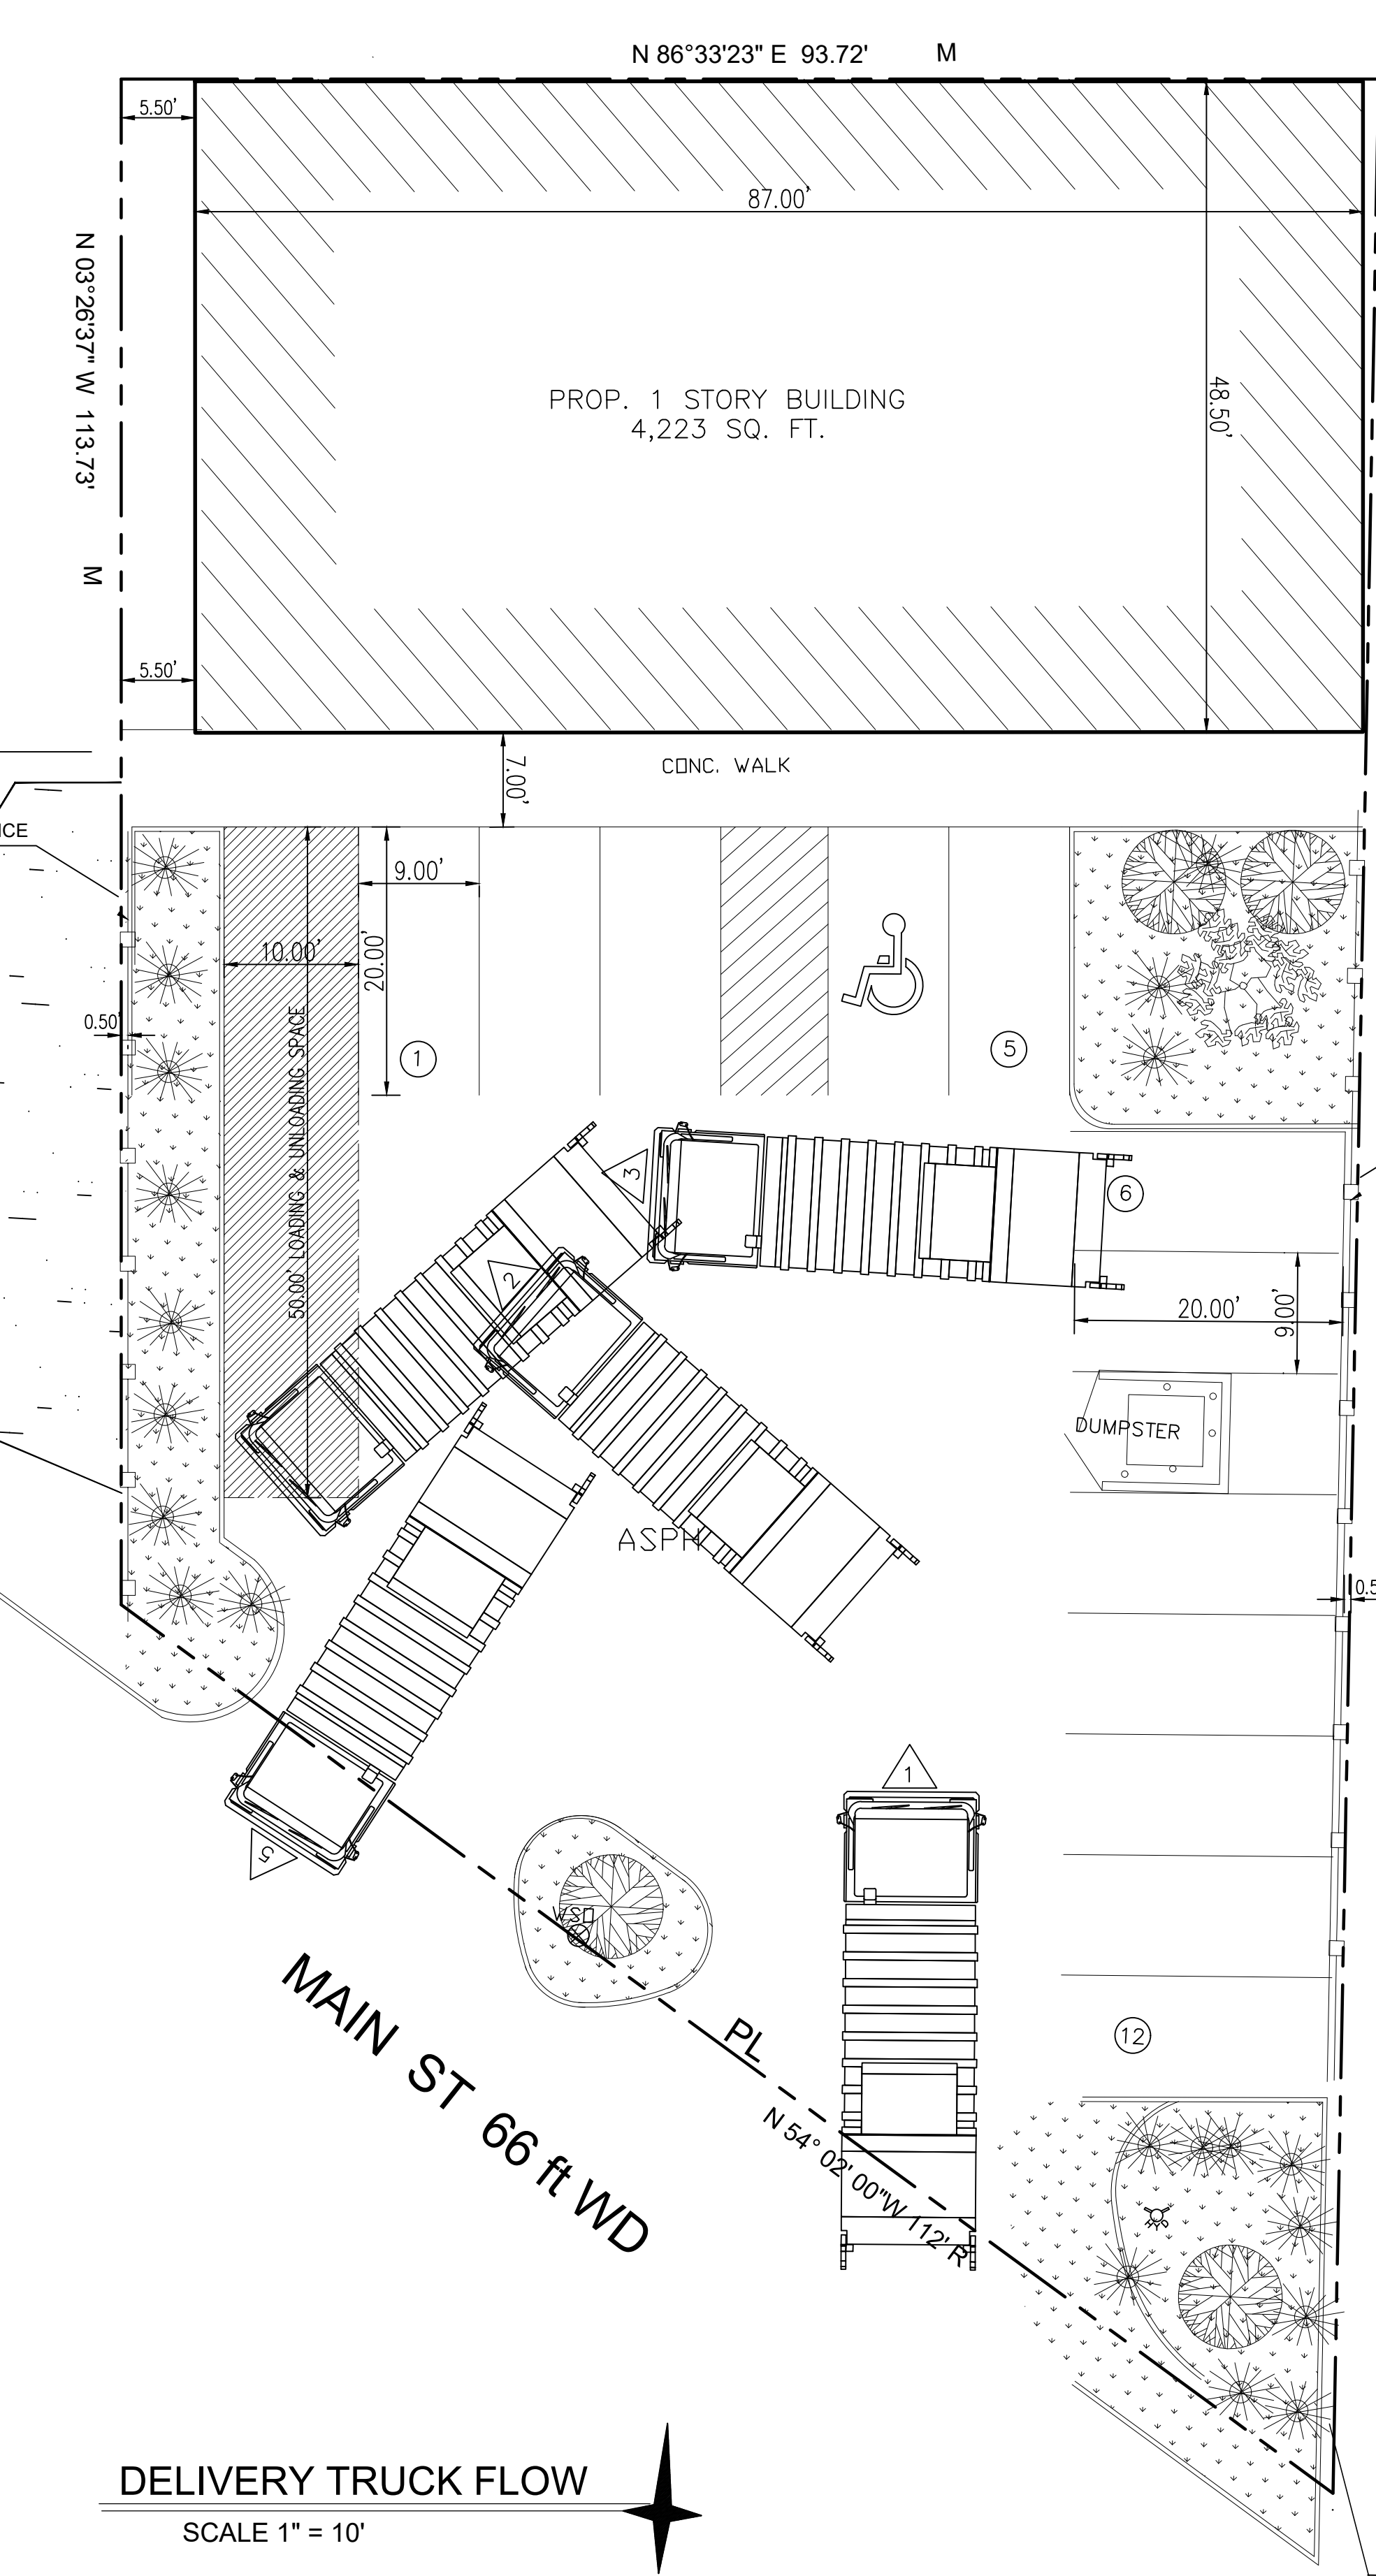 N 86°33'23" E  93.72'
M
5.50'
87.00'
N 03°26'37" W  113.73'
M
48.50'
PROP. 1 STORY BUILDING
4,223 SQ. FT.
5.50'
7.00'
CONC. WALK
9.00'
10.00'
20.00'
0.50'
50.00' LOADING & UNLOADING SPACE
1
5
3
6
2
20.00'
9.00'
DUMPSTER
ASPH
1
5
WSO
MAIN ST 66 ft WD
PL
N 54° 02' 00"W 112' R
12
DELIVERY TRUCK FLOW
SCALE 1" = 10'